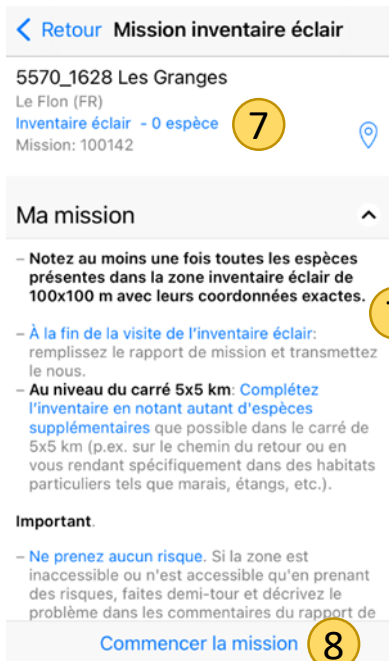 Retour Mission inventaire éclair
5570_1628 Les Granges
Le Flon (FR)
Inventaire éclair - 0 espèce
7
Mission: 100142
Ma mission
– Notez au moins une fois toutes les espèces
présentes dans la zone inventaire éclair de
100x100 m avec leurs coordonnées exactes.
– À la fin de la visite de l'inventaire éclair:
remplissez le rapport de mission et transmettez
le nous.
– Au niveau du carré 5x5 km: Complétez
l'inventaire en notant autant d'espèces
supplémentaires que possible dans le carré de
5x5 km (p.ex. sur le chemin du retour ou en
vous rendant spécifiquement dans des habitats
particuliers tels que marais, étangs, etc.).
Important.
– Ne prenez aucun risque. Si la zone est
inaccessible ou n'est accessible qu'en prenant
des risques, faites demi-tour et décrivez le
problème dans les commentaires du rapport de
Commencer la mission
8